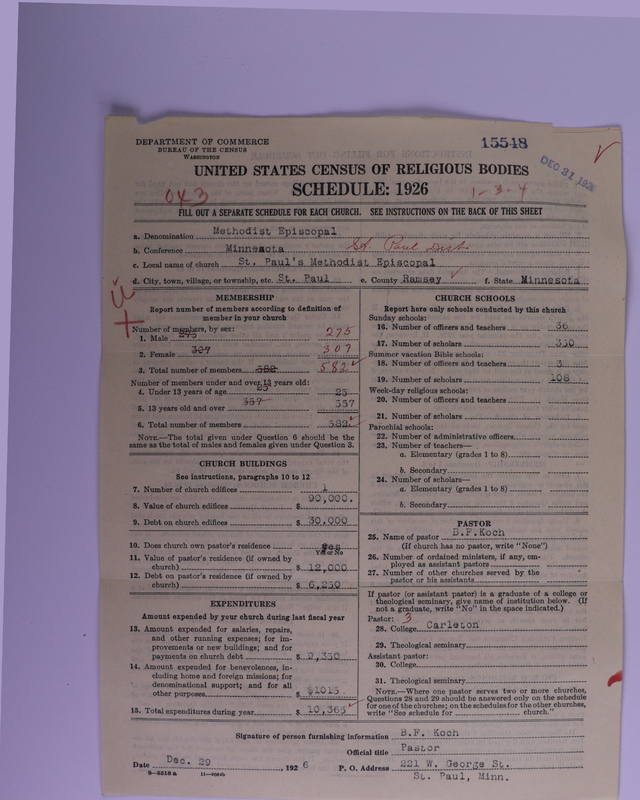 DEPARTMENT OF COMMERCE
BUREAU OF THE CENSUS
WASHINGTON
15548
DEC 31 1926
UNITED STATES CENSUS OF RELIGIOUS BODIES
SCHEDULE: 1926
0x3
1-3-4
FILL OUT A SEPARATE SCHEDULE FOR EACH CHURCH. SEE INSTRUCTIONS ON THE BACK OF THIS SHEET
a. Denomination Methodist Episcopal
b. Conference Minnesota St. Paul Dist
c. Local name of church St. Paul's Methodist Episcopal
d. City, town, village, or township, etc. St. Paul e. County Ramsey f. State Minnesota
MEMBERSHIP
Report number of members according to definition of
member in your church
Number of members, by sex:
1. Male 275 275
2. Female 307 307
3. Total number of members 582 582
Number of members under and over 13 years old:
4. Under 13 years of age 25 25
5. 13 years old and over 357 557
6. Total number of members 582
NOTE.—The total given under Question 6 should be the
same as the total of males and females given under Question 3.
CHURCH BUILDINGS
See instructions, paragraphs 10 to 12
7. Number of church edifices 1
8. Value of church edifices $ 90,000.
9. Debt on church edifices $ 30,000
10. Does church own pastor's residence Yes
Yes or No
11. Value of pastor's residence (if owned by
church) $ 12,000
12. Debt on pastor's residence (if owned by
church) $ 6,250
EXPENDITURES
Amount expended by your church during last fiscal year
13. Amount expended for salaries, repairs,
and other running expenses; for im-
provements or new buildings; and for
payments on church debt $ 9,350
14. Amount expended for benevolences, in-
cluding home and foreign missions; for
denominational support; and for all
other purposes $ 1015
15. Total expenditures during year $ 10,365
CHURCH SCHOOLS
Report here only schools conducted by this church
Sunday schools:
16. Number of officers and teachers 36
17. Number of scholars 330
Summer vacation Bible schools:
18. Number of officers and teachers 3
19. Number of scholars 108
Week-day religious schools:
20. Number of officers and teachers
21. Number of scholars
Parochial schools:
22. Number of administrative officers
23. Number of teachers—
a. Elementary (grades 1 to 8)
b. Secondary
24. Number of scholars—
a. Elementary (grades 1 to 8)
b. Secondary
PASTOR
25. Name of pastor B.F.Koch
(If church has no pastor, write "None")
26. Number of ordained ministers, if any, em-
ployed as assistant pastors
27. Number of other churches served by the
pastor or his assistants
If pastor (or assistant pastor) is a graduate of a college or
theological seminary, give name of institution below. (If
not a graduate, write "No" in the space indicated.)
Pastor: 3
28. College Carleton
29. Theological seminary
Assistant pastor:
30. College
31. Theological seminary
NOTE.—Where one pastor serves two or more churches,
Questions 28 and 29 should be answered only on the schedule
for one of the churches; on the schedules for the other churches,
write "See schedule for church."
Signature of person furnishing information B.F. Koch
Official title Pastor
Date Dec. 29, 1926 P. O. Address 221 W. George St.
St. Paul, Minn.
8—5518a